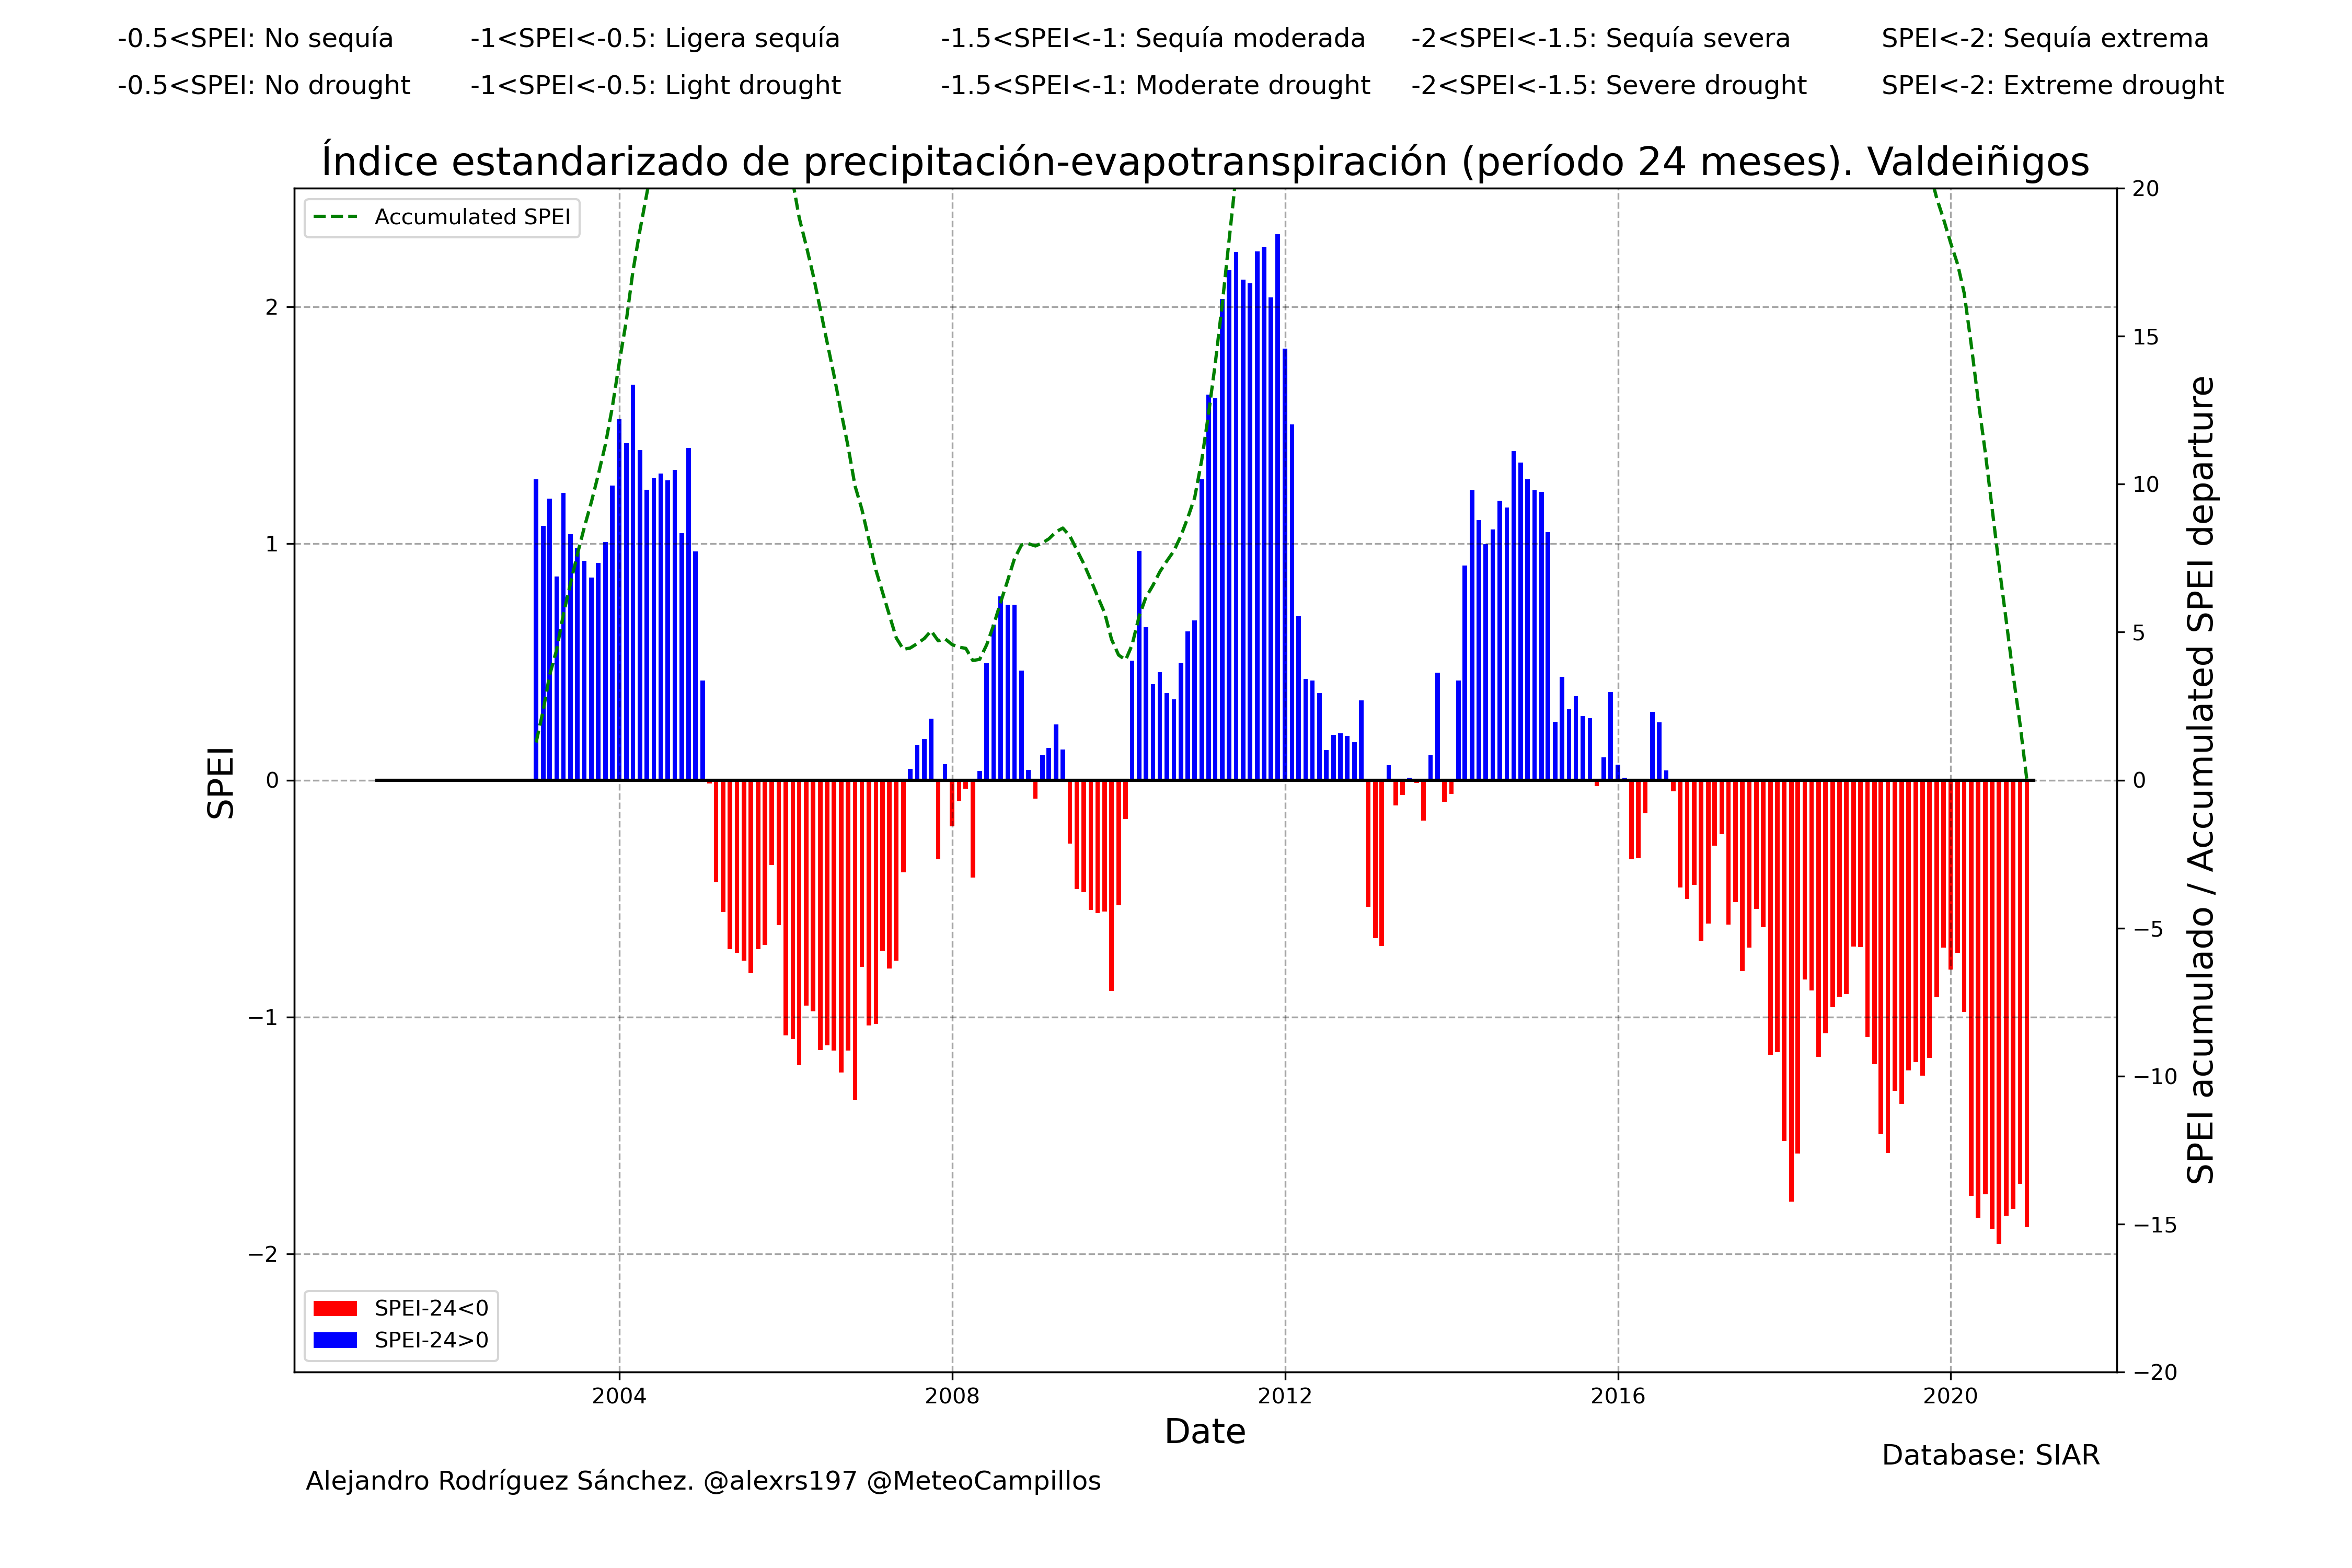 -0.5<SPEI: No sequía -1<SPEI<-0.5: Ligera sequía -1.5<SPEI<-1: Sequía moderada -2<SPEI<-1.5: Sequía severa SPEI<-2: Sequía extrema
-0.5<SPEI: No drought -1<SPEI<-0.5: Light drought -1.5<SPEI<-1: Moderate drought -2<SPEI<-1.5: Severe drought SPEI<-2: Extreme drought
Índice estandarizado de precipitación-evapotranspiración (período 24 meses). Valdeiñigos
Accumulated SPEI
SPEI
2
1
0
−1
−2
20
15
10
5
0
−5
−10
−15
−20
SPEI acumulado / Accumulated SPEI departure
SPEI-24<0
SPEI-24>0
2004 2008 2012 2016 2020
Date
Database: SIAR
Alejandro Rodríguez Sánchez. @alexrs197 @MeteoCampillos